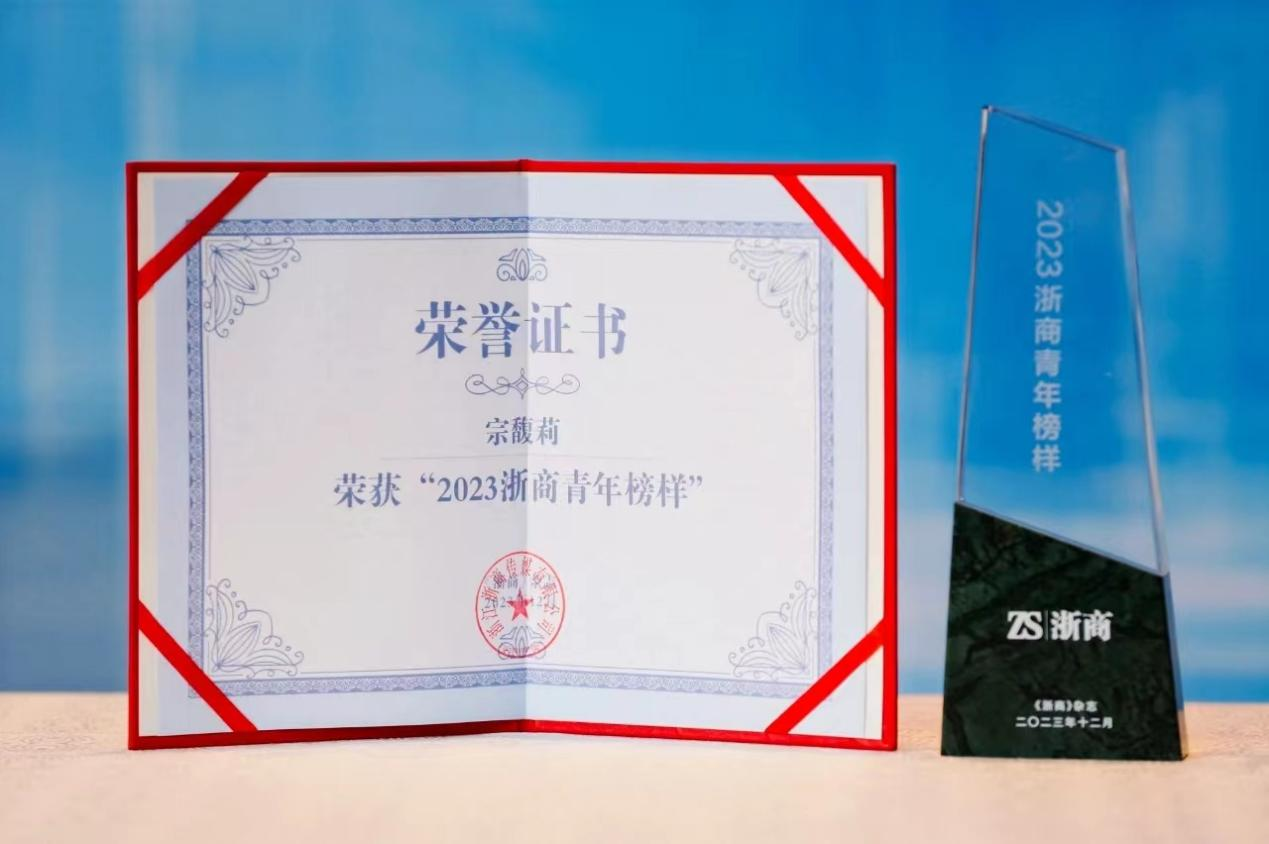 荣誉证书
宗馥莉
荣获“2023浙商青年榜样”
2023浙商青年榜样
ZS 浙商
《浙商》杂志
二〇二三年十二月